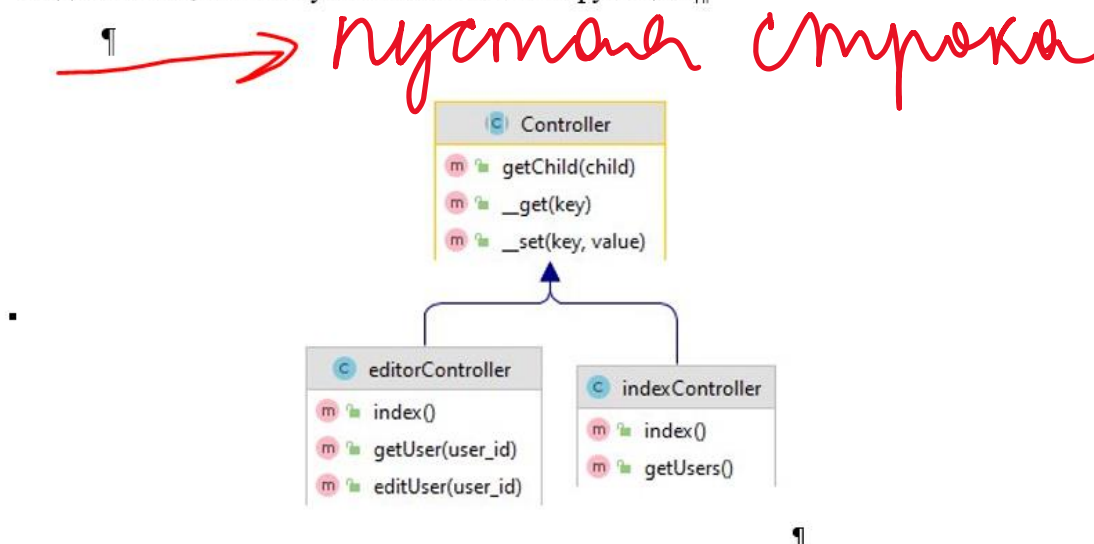 ¶
пустая строка
Controller
getChild(child)
__get(key)
__set(key, value)
editorController
index()
getUser(user_id)
editUser(user_id)
indexController
index()
getUsers()
¶